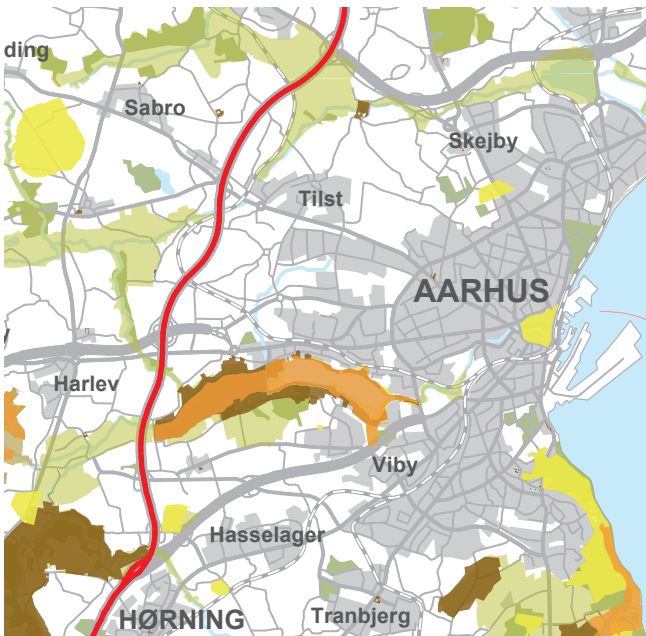 ding
Sabro
Skejby
Tilst
AARHUS
Harlev
Viby
Hasselager
HØRNING
Tranbjerg